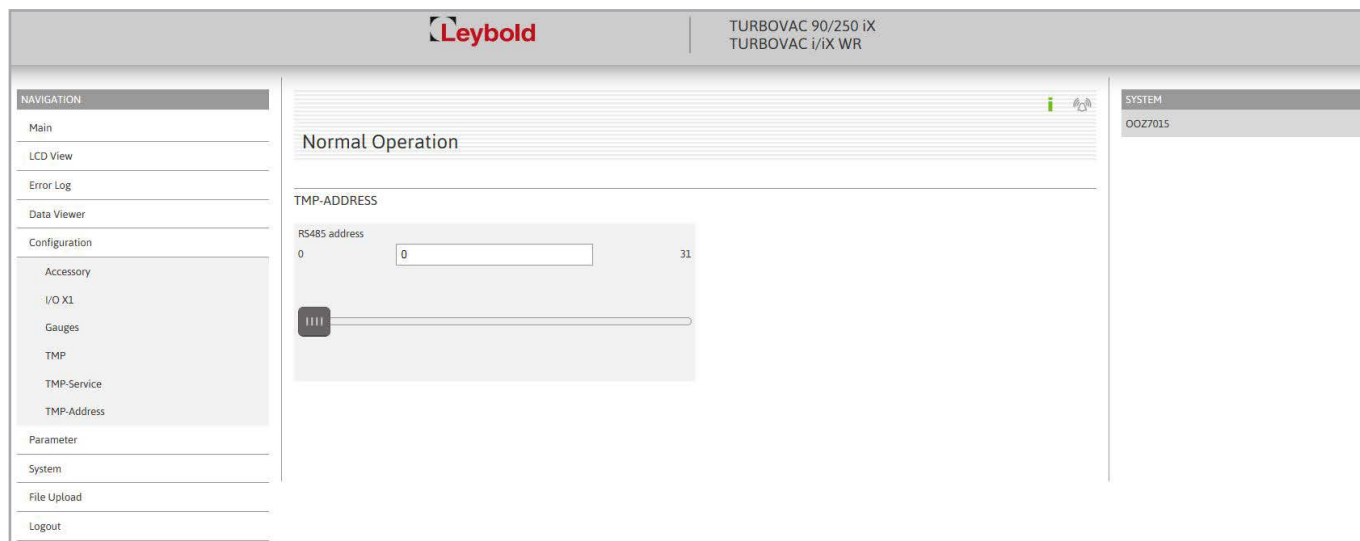 Leybold
TURBOVAC 90/250 iX
TURBOVAC i/iX WR
NAVIGATION
Main
LCD View
Error Log
Data Viewer
Configuration
Accessory
I/O X1
Gauges
TMP
TMP-Service
TMP-Address
Parameter
System
File Upload
Logout
Normal Operation
TMP-ADDRESS
RS485 address
0 0 31
SYSTEM
OOZ7015